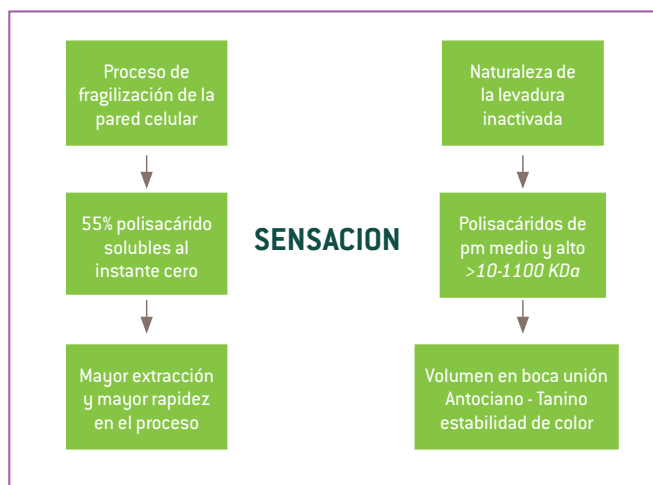 Proceso de
fragilización de la
pared celular
55% polisacárido
solubles al
instante cero
Mayor extracción
y mayor rapidez
en el proceso
SENSACION
Naturaleza de
la levadura
inactivada
Polisacáridos de
pm medio y alto
>10-1100 KDa
Volumen en boca unión
Antociano - Tanino
estabilidad de color